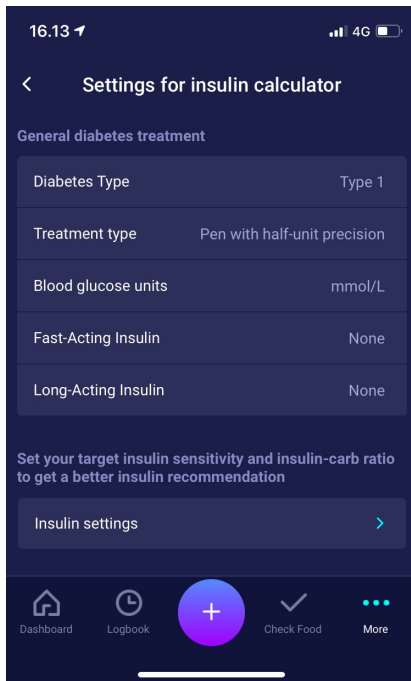 16.13 4G
Settings for insulin calculator
General diabetes treatment
Diabetes Type Type 1
Treatment type Pen with half-unit precision
Blood glucose units mmol/L
Fast-Acting Insulin None
Long-Acting Insulin None
Set your target insulin sensitivity and insulin-carb ratio
to get a better insulin recommendation
Insulin settings
Dashboard Logbook + Check Food More